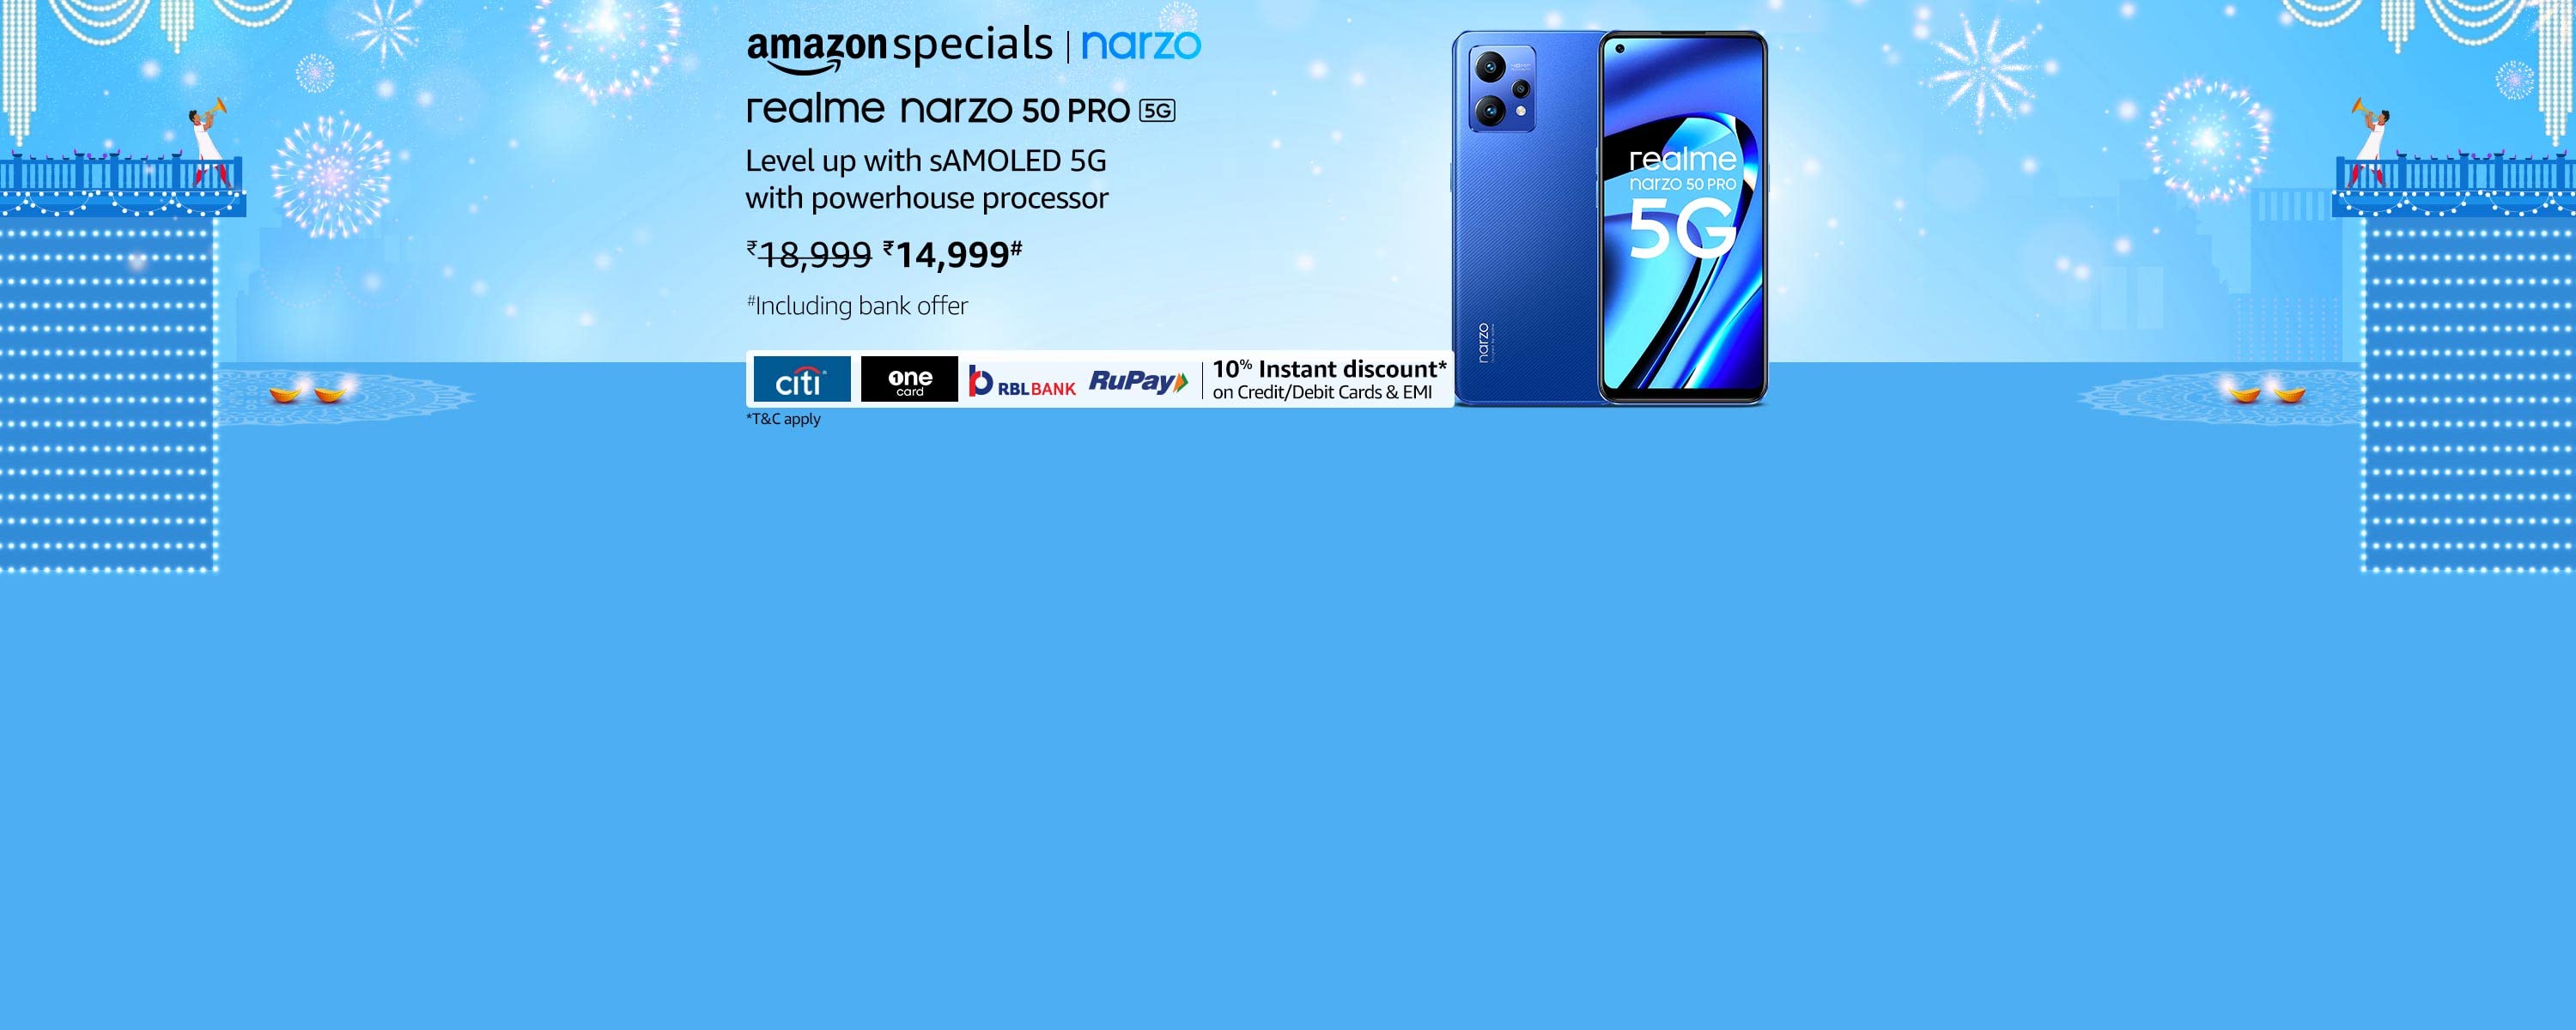 amazon specials | narzo
realme narzo 50 PRO 5G
Level up with sAMOLED 5G
with powerhouse processor
₹18,999 ₹14,999#
#Including bank offer
citi
one
card
RBL BANK
RuPay
10% Instant discount*
on Credit/Debit Cards & EMI
*T&C apply
narzo
realme
narzo 50 PRO
5G